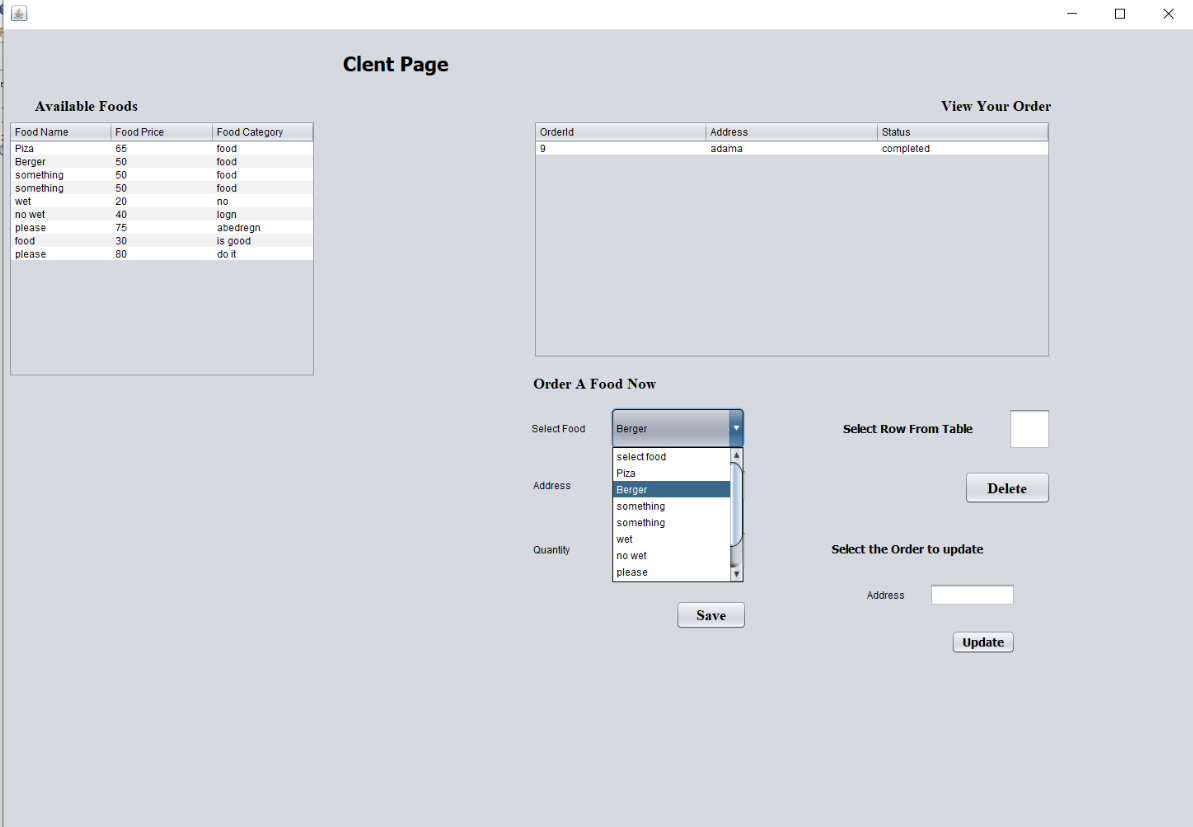 Clent Page
Available Foods
Food Name Food Price Food Category
Piza 65 food
Berger 50 food
something 50 food
something 50 food
wet 20 no
no wet 40 logn
please 75 abedregn
food 30 is good
please 80 do it
View Your Order
OrderId Address Status
9 adama completed
Order A Food Now
Select Food Berger
select food
Piza
Berger
something
something
wet
no wet
please
Address
Quantity
Save
Select Row From Table
Delete
Select the Order to update
Address
Update